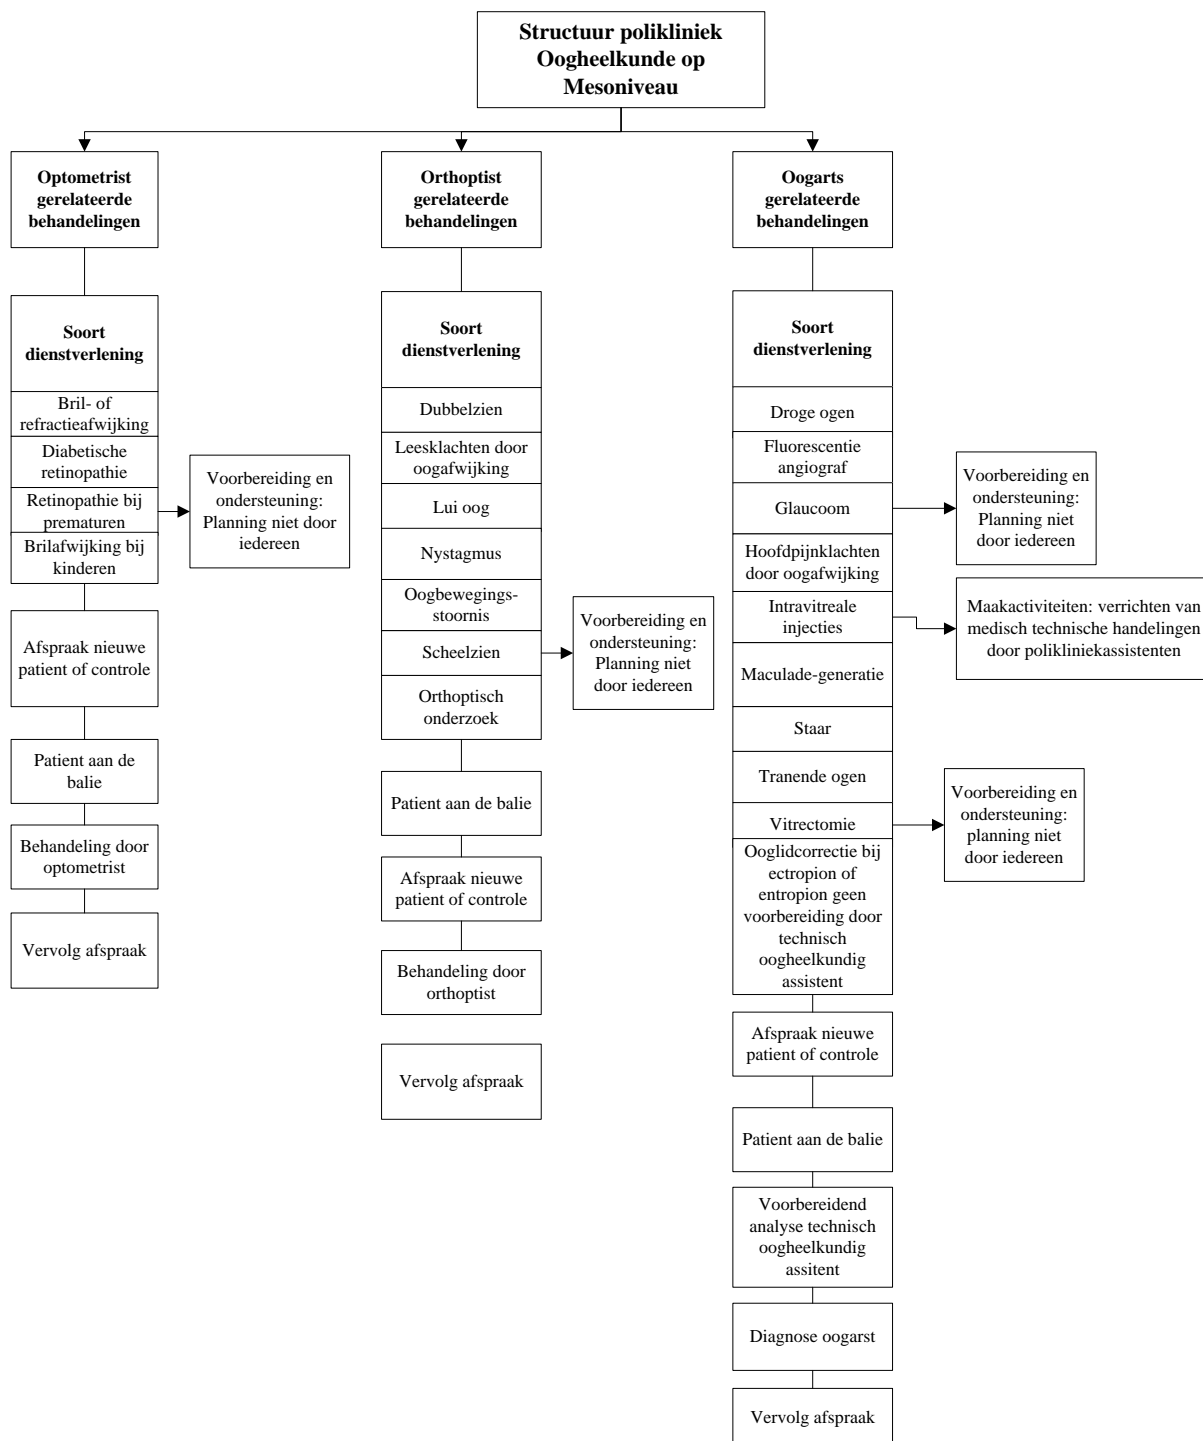 Structuur polikliniek
Oogheelkunde op
Mesoniveau
Optometrist
gerelateerde
behandelingen
Soort
dienstverlening
Bril- of
refractieafwijking
Diabetische
retinopathie
Retinopathie bij
prematuren
Brilafwijking bij
kinderen
Voorbereiding en
ondersteuning:
Planning niet door
iedereen
Afspraak nieuwe
patient of controle
Patient aan de
balie
Behandeling door
optometrist
Vervolg afspraak
Orthoptist
gerelateerde
behandelingen
Soort
dienstverlening
Dubbelzien
Leesklachten door
oogafwijking
Lui oog
Nystagmus
Oogbewegings-
stoornis
Scheelzien
Orthoptisch
onderzoek
Voorbereiding en
ondersteuning:
Planning niet
door iedereen
Patient aan de balie
Afspraak nieuwe
patient of controle
Behandeling door
orthoptist
Vervolg afspraak
Oogarts
gerelateerde
behandelingen
Soort
dienstverlening
Droge ogen
Fluorescentie
angiograf
Glaucoom
Hoofdpijnklachten
door oogafwijking
Intravitreale
injecties
Maculade-generatie
Staar
Tranende ogen
Vitrectomie
Ooglidcorrectie bij
ectropion of
entropion geen
voorbereiding door
technisch
oogheelkundig
assistent
Voorbereiding en
ondersteuning:
Planning niet
door iedereen
Maakactiviteiten: verrichten van
medisch technische handelingen
door polikliniekassistenten
Voorbereiding en
ondersteuning:
planning niet
door iedereen
Afspraak nieuwe
patient of controle
Patient aan de balie
Voorbereidend
analyse technisch
oogheelkundig
assitent
Diagnose oogarst
Vervolg afspraak